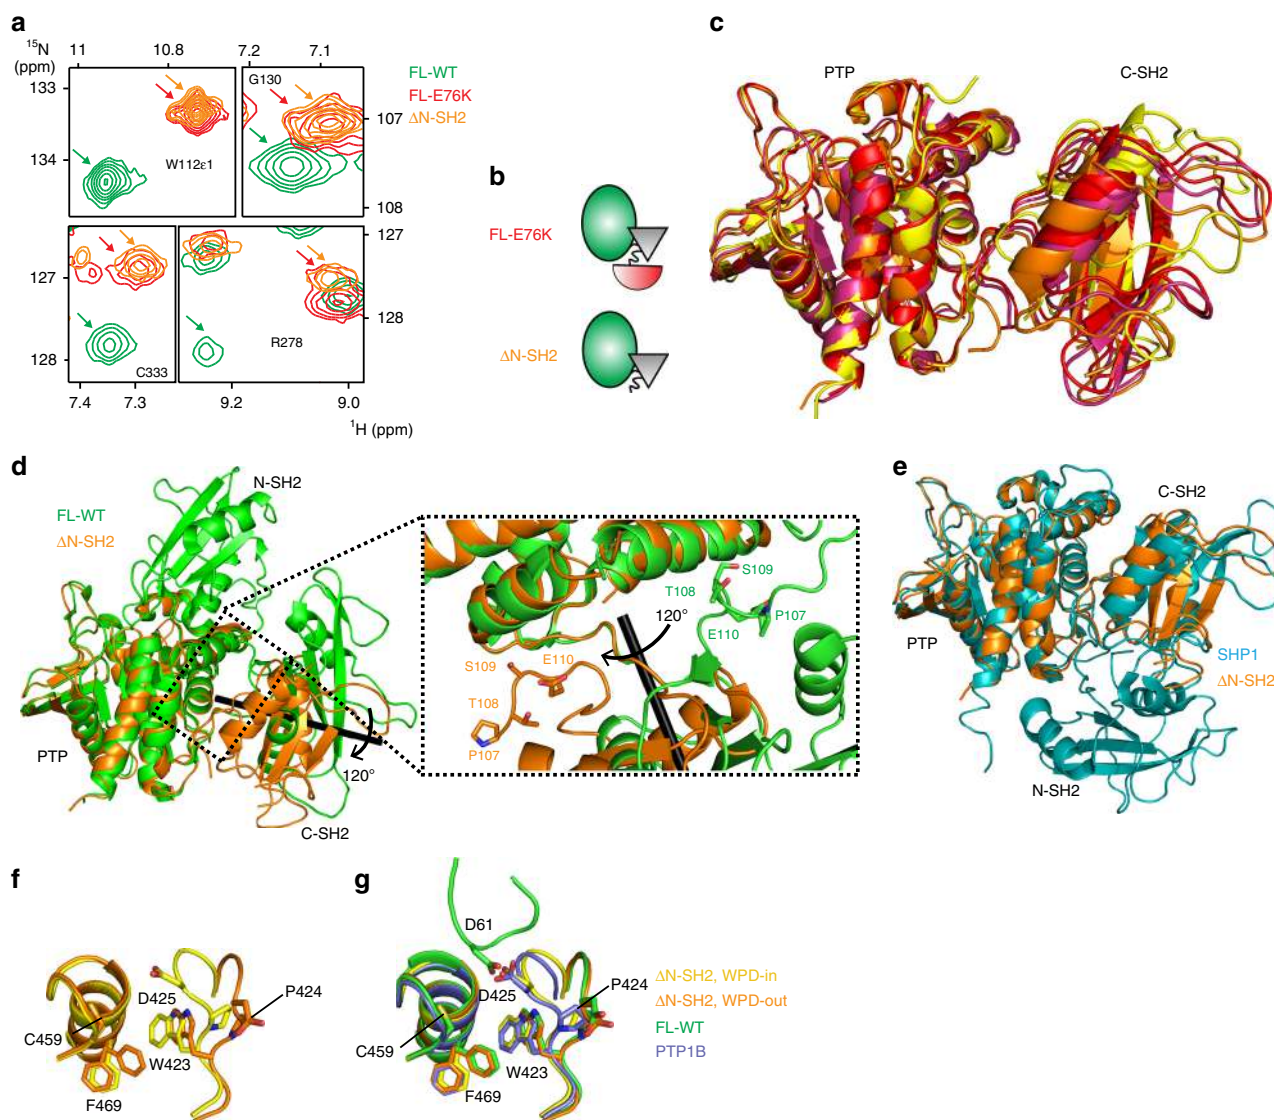 a
15N
(ppm)
11
10.8
7.2
7.1
133
134
W112ε1
G130
107
108
FL-WT
FL-E76K
ΔN-SH2
127
128
C333
R278
127
128
7.4
7.3
9.2
9.0
1H (ppm)
b
FL-E76K
ΔN-SH2
c
PTP
C-SH2
d
FL-WT
ΔN-SH2
N-SH2
PTP
120°
C-SH2
S109
T108
P107
E110
120°
S109
E110
T108
P107
e
C-SH2
PTP
SHP1
ΔN-SH2
N-SH2
f
D425
P424
C459
W423
F469
g
D61
D425
P424
C459
W423
F469
ΔN-SH2, WPD-in
ΔN-SH2, WPD-out
FL-WT
PTP1B